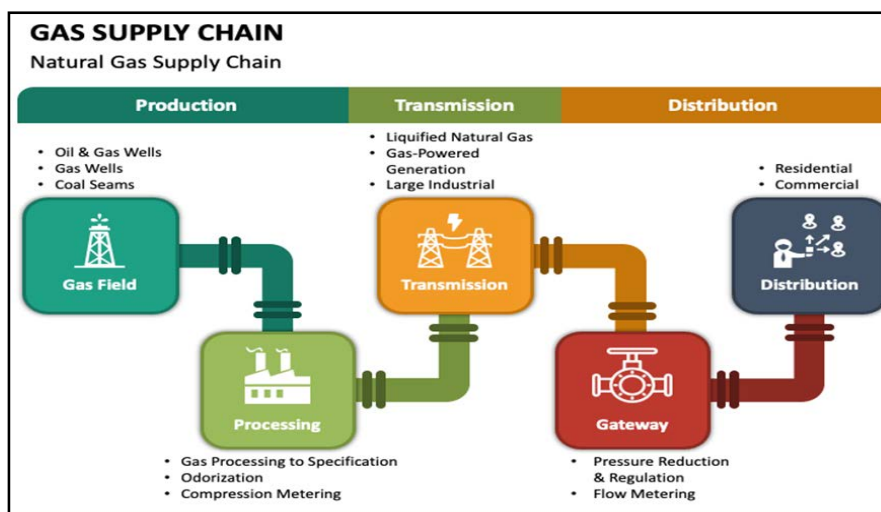 GAS SUPPLY CHAIN
Natural Gas Supply Chain
Production
Transmission
Distribution
• Oil & Gas Wells
• Gas Wells
• Coal Seams
• Liquified Natural Gas
• Gas-Powered
Generation
• Large Industrial
• Residential
• Commercial
Gas Field
Transmission
Distribution
Processing
Gateway
• Gas Processing to Specification
• Odorization
• Compression Metering
• Pressure Reduction
& Regulation
• Flow Metering